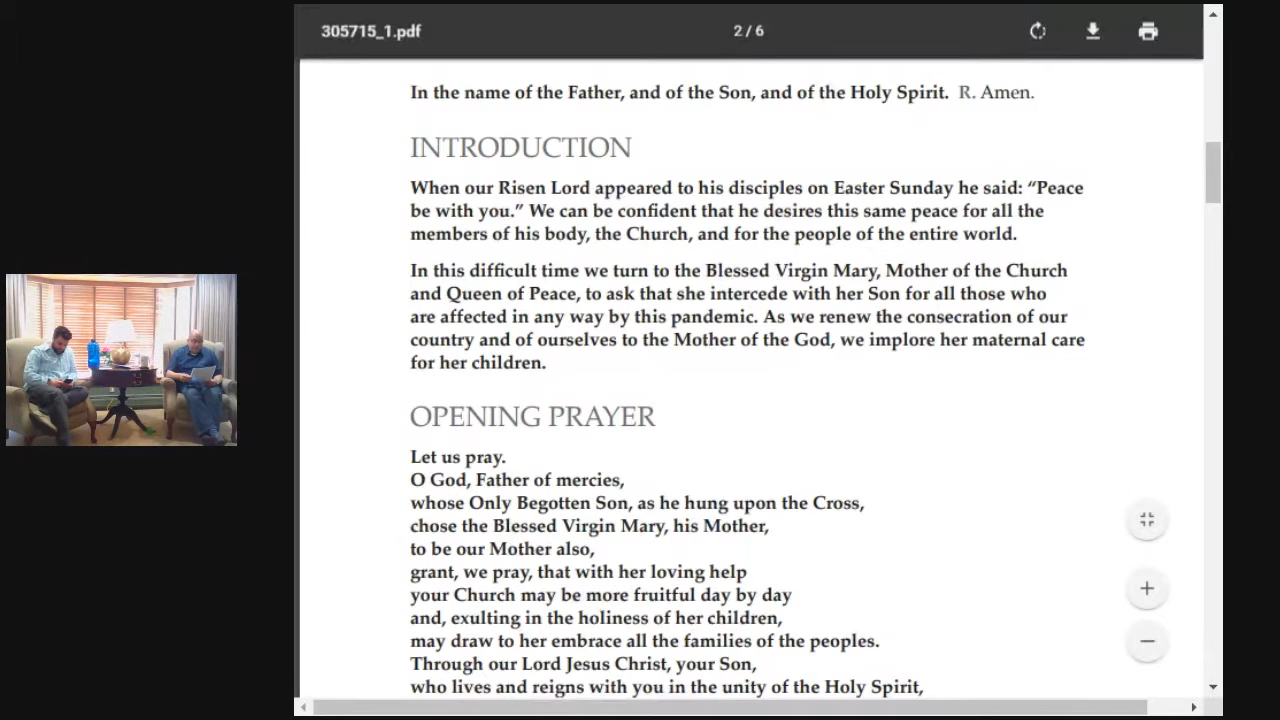 305715_1.pdf
2 / 6
In the name of the Father, and of the Son, and of the Holy Spirit. R. Amen.
INTRODUCTION
When our Risen Lord appeared to his disciples on Easter Sunday he said: “Peace
be with you.” We can be confident that he desires this same peace for all the
members of his body, the Church, and for the people of the entire world.
In this difficult time we turn to the Blessed Virgin Mary, Mother of the Church
and Queen of Peace, to ask that she intercede with her Son for all those who
are affected in any way by this pandemic. As we renew the consecration of our
country and of ourselves to the Mother of the God, we implore her maternal care
for her children.
OPENING PRAYER
Let us pray.
O God, Father of mercies,
whose Only Begotten Son, as he hung upon the Cross,
chose the Blessed Virgin Mary, his Mother,
to be our Mother also,
grant, we pray, that with her loving help
your Church may be more fruitful day by day
and, exulting in the holiness of her children,
may draw to her embrace all the families of the peoples.
Through our Lord Jesus Christ, your Son,
who lives and reigns with you in the unity of the Holy Spirit,